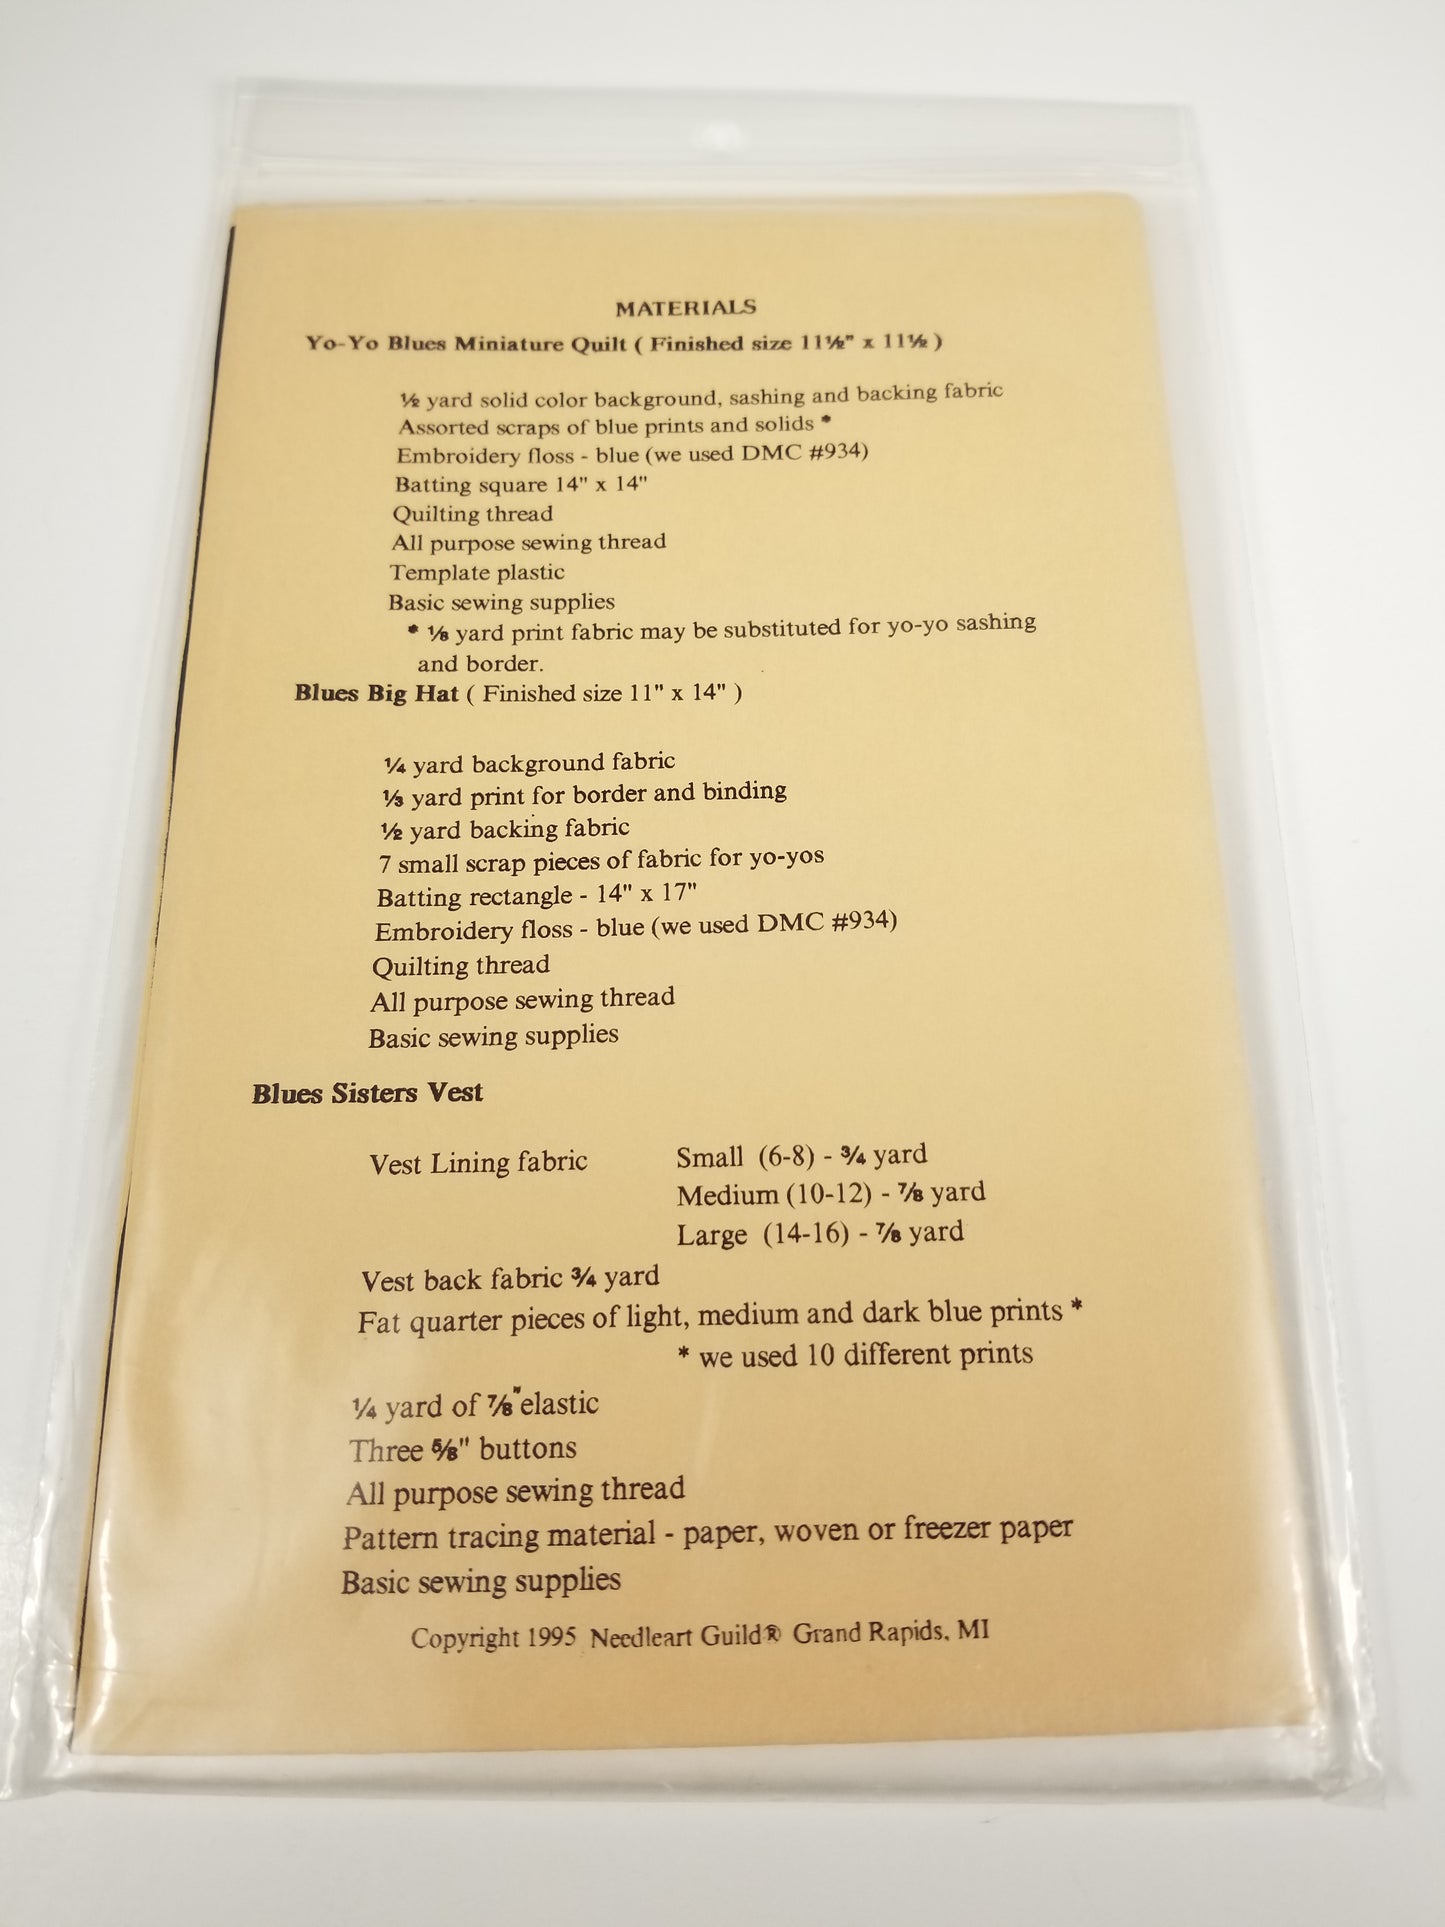 MATERIALS
Yo-Yo Blues Miniature Quilt ( Finished size 11½" x 11½ )
½ yard solid color background, sashing and backing fabric
Assorted scraps of blue prints and solids *
Embroidery floss - blue (we used DMC #934)
Batting square 14" x 14"
Quilting thread
All purpose sewing thread
Template plastic
Basic sewing supplies
* ⅛ yard print fabric may be substituted for yo-yo sashing
and border.
Blues Big Hat ( Finished size 11" x 14" )
¼ yard background fabric
⅓ yard print for border and binding
½ yard backing fabric
7 small scrap pieces of fabric for yo-yos
Batting rectangle - 14" x 17"
Embroidery floss - blue (we used DMC #934)
Quilting thread
All purpose sewing thread
Basic sewing supplies
Blues Sisters Vest
Vest Lining fabric Small (6-8) - ¾ yard
Medium (10-12) - ⅞ yard
Large (14-16) - ⅞ yard
Vest back fabric ¾ yard
Fat quarter pieces of light, medium and dark blue prints *
* we used 10 different prints
¼ yard of ⅞" elastic
Three ⅝" buttons
All purpose sewing thread
Pattern tracing material - paper, woven or freezer paper
Basic sewing supplies
Copyright 1995 Needleart Guild® Grand Rapids, MI